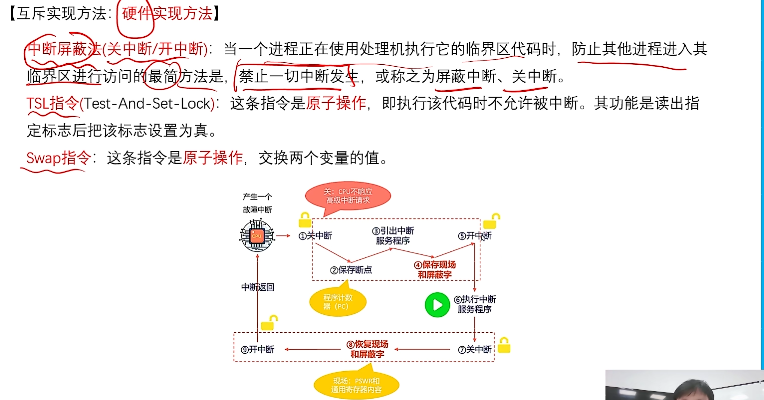 【互斥实现方法：硬件实现方法】
中断屏蔽法(关中断/开中断)：当一个进程正在使用处理机执行它的临界区代码时，防止其他进程进入其
临界区进行访问的最简方法是，禁止一切中断发生，或称之为屏蔽中断、关中断。
TSL指令(Test-And-Set-Lock)：这条指令是原子操作，即执行该代码时不允许被中断。其功能是读出指
定标志后把该标志设置为真。
Swap指令：这条指令是原子操作，交换两个变量的值。
产生一个
故障中断
关：CPU不响应
高级中断请求
①关中断
②保存断点
③引出中断
服务程序
④保存现场
和屏蔽字
⑤开中断
程序计数
器（PC）
⑥执行中断
服务程序
⑦关中断
⑧恢复现场
和屏蔽字
⑨开中断
中断返回
现场：PSWR和
通用寄存器内容